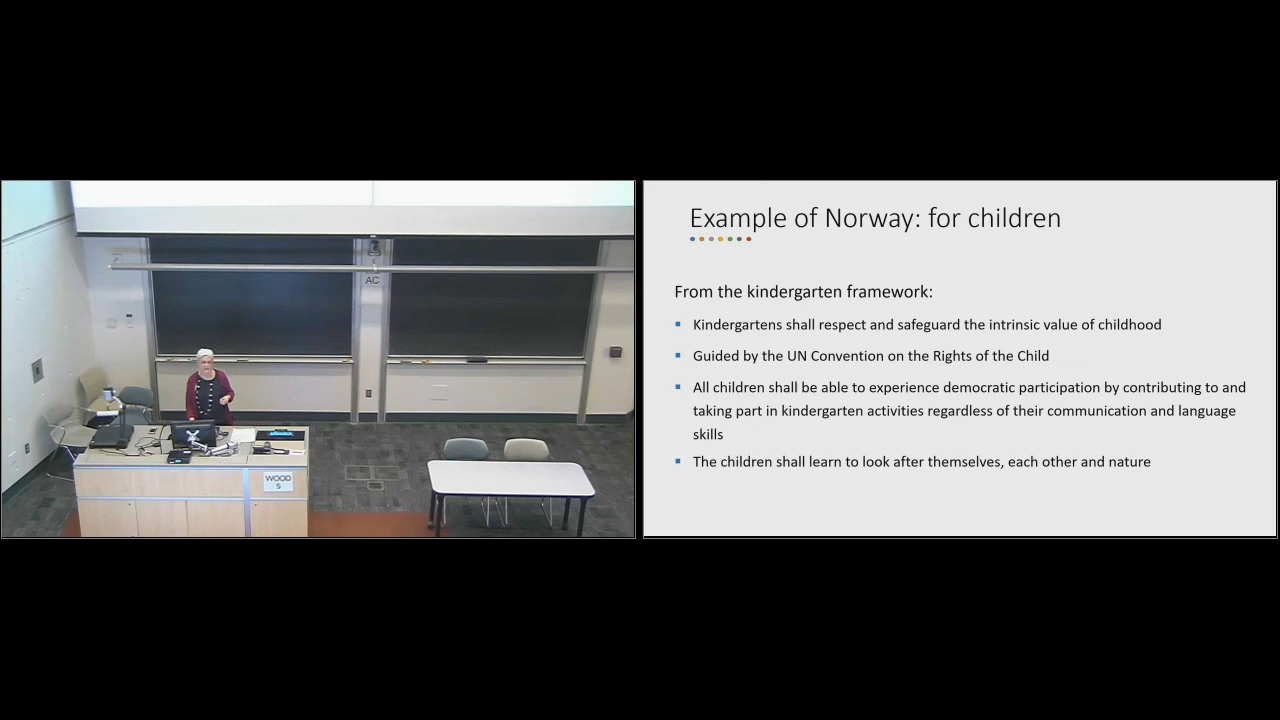 AC
WOOD
S
Example of Norway: for children
From the kindergarten framework:
Kindergartens shall respect and safeguard the intrinsic value of childhood
Guided by the UN Convention on the Rights of the Child
All children shall be able to experience democratic participation by contributing to and
taking part in kindergarten activities regardless of their communication and language
skills
The children shall learn to look after themselves, each other and nature